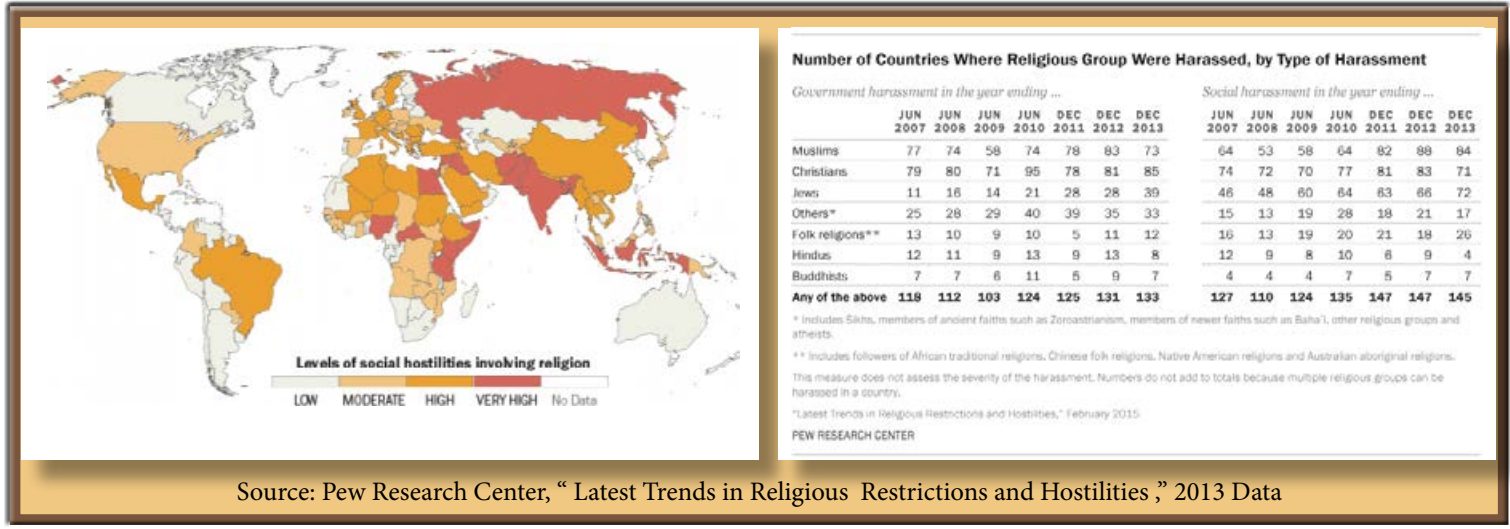 Levels of social hostilities involving religion
LOW MODERATE HIGH VERY HIGH No Data
Number of Countries Where Religious Group Were Harassed, by Type of Harassment
Government harassment in the year ending ... Social harassment in the year ending ...
JUN JUN JUN JUN DEC DEC DEC JUN JUN JUN JUN DEC DEC DEC
2007 2008 2009 2010 2011 2012 2013 2007 2008 2009 2010 2011 2012 2013
Muslims 77 74 58 74 78 83 73 64 53 58 64 82 88 84
Christians 79 80 71 95 78 81 85 74 72 70 77 81 83 71
Jews 11 16 14 21 28 28 39 46 48 60 64 63 66 72
Others* 25 28 29 40 39 35 33 15 13 19 28 18 21 17
Folk religions** 13 10 9 10 5 11 12 16 13 19 20 21 18 26
Hindus 12 11 9 13 9 13 8 12 9 8 10 6 9 4
Buddhists 7 7 6 11 5 9 7 4 4 4 7 5 7 7
Any of the above 118 112 103 124 125 131 133 127 110 124 135 147 147 145
* Includes Sikhs, members of ancient faiths such as Zoroastrianism, members of newer faiths such as Baha'i, other religious groups and
atheists.
** Includes followers of African traditional religions, Chinese folk religions, Native American religions and Australian aboriginal religions.
This measure does not assess the severity of the harassment. Numbers do not add to totals because multiple religious groups can be
harassed in a country.
"Latest Trends in Religious Restrictions and Hostilities," February 2015
PEW RESEARCH CENTER
Source: Pew Research Center, “ Latest Trends in Religious Restrictions and Hostilities ,” 2013 Data